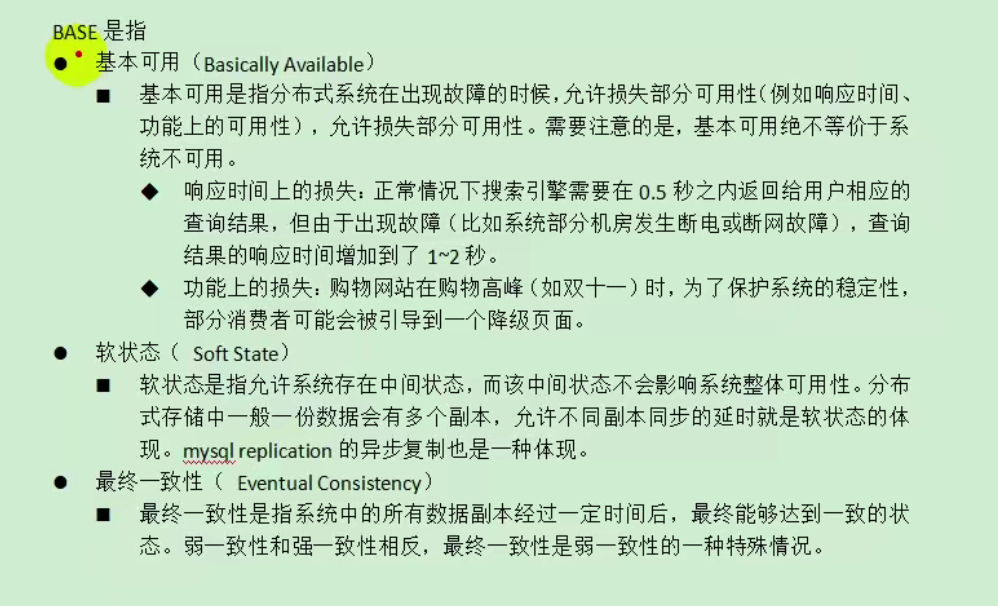 BASE 是指
● 基本可用（Basically Available）
■ 基本可用是指分布式系统在出现故障的时候，允许损失部分可用性（例如响应时间、
功能上的可用性），允许损失部分可用性。需要注意的是，基本可用绝不等价于系
统不可用。
◆ 响应时间上的损失：正常情况下搜索引擎需要在 0.5 秒之内返回给用户相应的
查询结果，但由于出现故障（比如系统部分机房发生断电或断网故障），查询
结果的响应时间增加到了 1~2 秒。
◆ 功能上的损失：购物网站在购物高峰（如双十一）时，为了保护系统的稳定性，
部分消费者可能会被引导到一个降级页面。
● 软状态（ Soft State）
■ 软状态是指允许系统存在中间状态，而该中间状态不会影响系统整体可用性。分布
式存储中一般一份数据会有多个副本，允许不同副本同步的延时就是软状态的体
现。mysql replication 的异步复制也是一种体现。
● 最终一致性（ Eventual Consistency）
■ 最终一致性是指系统中的所有数据副本经过一定时间后，最终能够达到一致的状
态。弱一致性和强一致性相反，最终一致性是弱一致性的一种特殊情况。